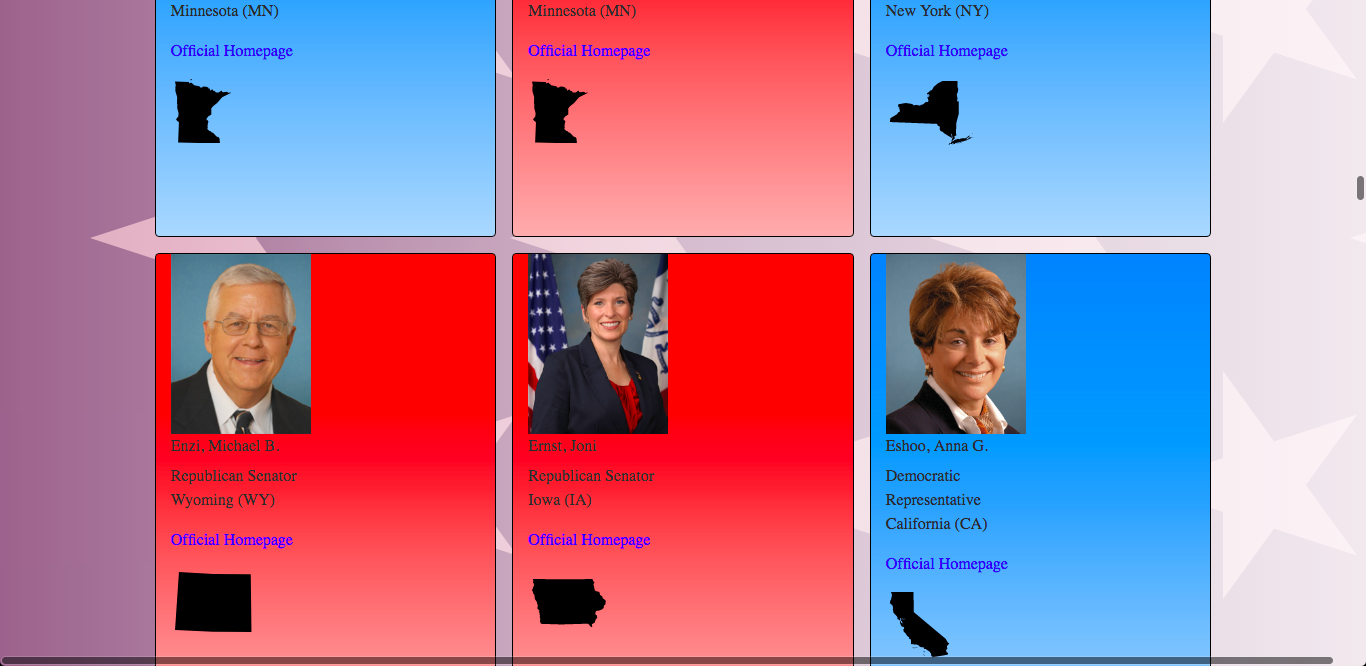 Minnesota (MN)
Minnesota (MN)
New York (NY)
Official Homepage
Official Homepage
Official Homepage
Enzi, Michael B.
Republican Senator
Wyoming (WY)
Official Homepage
Ernst, Joni
Republican Senator
Iowa (IA)
Official Homepage
Eshoo, Anna G.
Democratic
Representative
California (CA)
Official Homepage